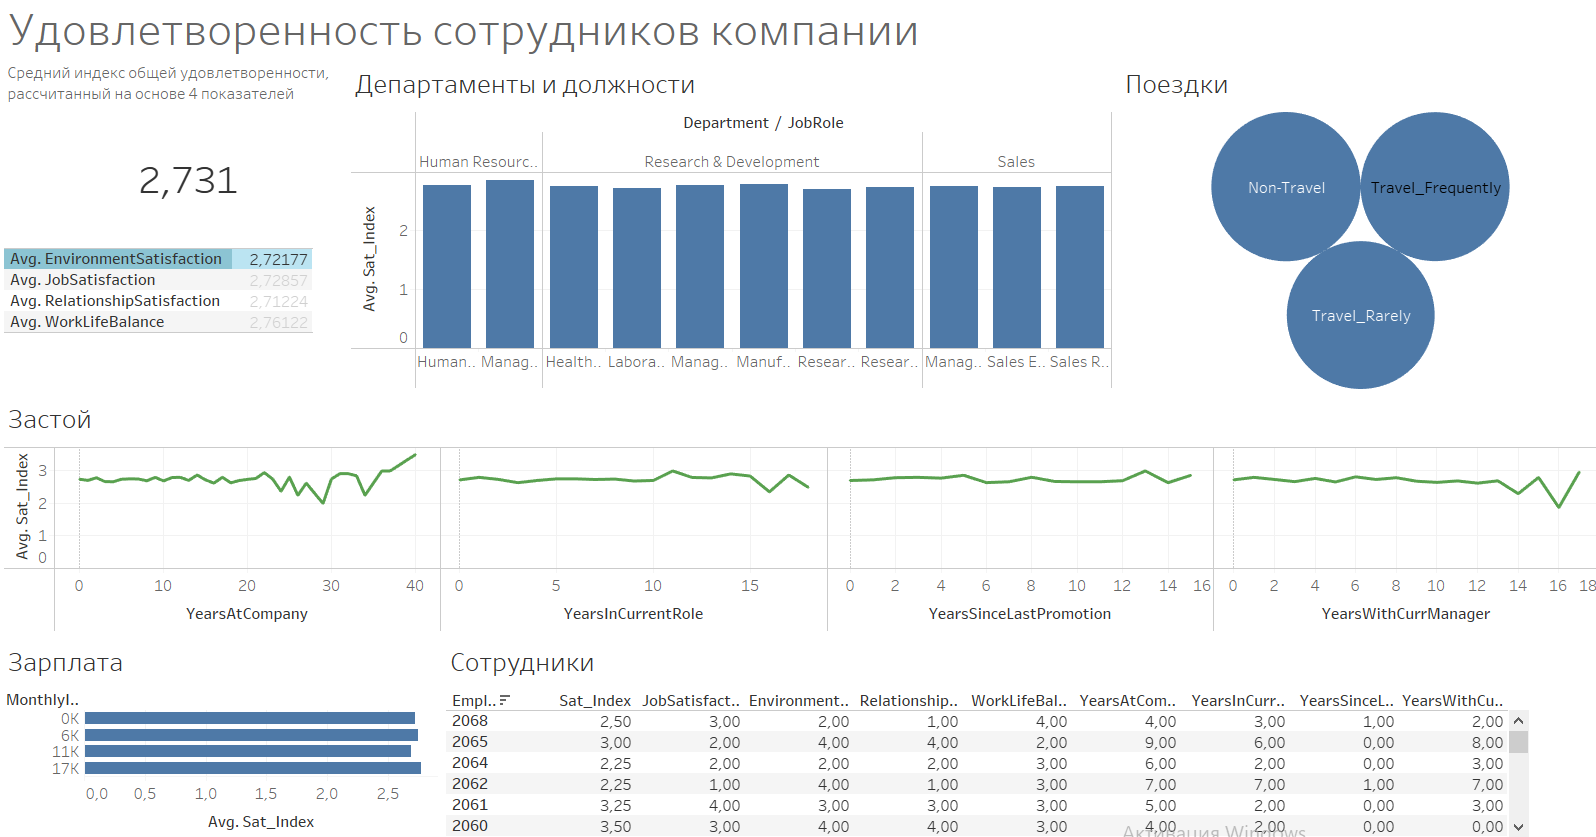 Удовлетворенность сотрудников компании
Средний индекс общей удовлетворенности,
рассчитанный на основе 4 показателей
2,731
Avg. EnvironmentSatisfaction 2,72177
Avg. JobSatisfaction 2,72857
Avg. RelationshipSatisfaction 2,71224
Avg. WorkLifeBalance 2,76122
Департаменты и должности
Department / JobRole
Human Resourc.. Research & Development Sales
Avg. Sat_Index
2
1
0
Human.. Manag.. Health.. Labora.. Manag.. Manuf.. Resear.. Resear.. Manag.. Sales E.. Sales R..
Поездки
Non-Travel
Travel_Frequently
Travel_Rarely
Застой
Avg. Sat_Index
3
2
1
0
0 10 20 30 40
YearsAtCompany
0 5 10 15
YearsInCurrentRole
0 2 4 6 8 10 12 14 16
YearsSinceLastPromotion
0 2 4 6 8 10 12 14 16 18
YearsWithCurrManager
Зарплата
MonthlyI..
0K
6K
11K
17K
0,0 0,5 1,0 1,5 2,0 2,5
Avg. Sat_Index
Сотрудники
Empl.. Sat_Index JobSatisfact.. Environment.. Relationship.. WorkLifeBal.. YearsAtCom.. YearsInCurr.. YearsSinceL.. YearsWithCu..
2068 2,50 3,00 2,00 1,00 4,00 4,00 3,00 1,00 2,00
2065 3,00 2,00 4,00 4,00 2,00 9,00 6,00 0,00 8,00
2064 2,25 2,00 2,00 2,00 3,00 6,00 2,00 0,00 3,00
2062 2,25 1,00 4,00 1,00 3,00 7,00 7,00 1,00 7,00
2061 3,25 4,00 3,00 3,00 3,00 5,00 2,00 0,00 3,00
2060 3,50 3,00 4,00 4,00 3,00 4,00 2,00 0,00 0,00
Активация Windows